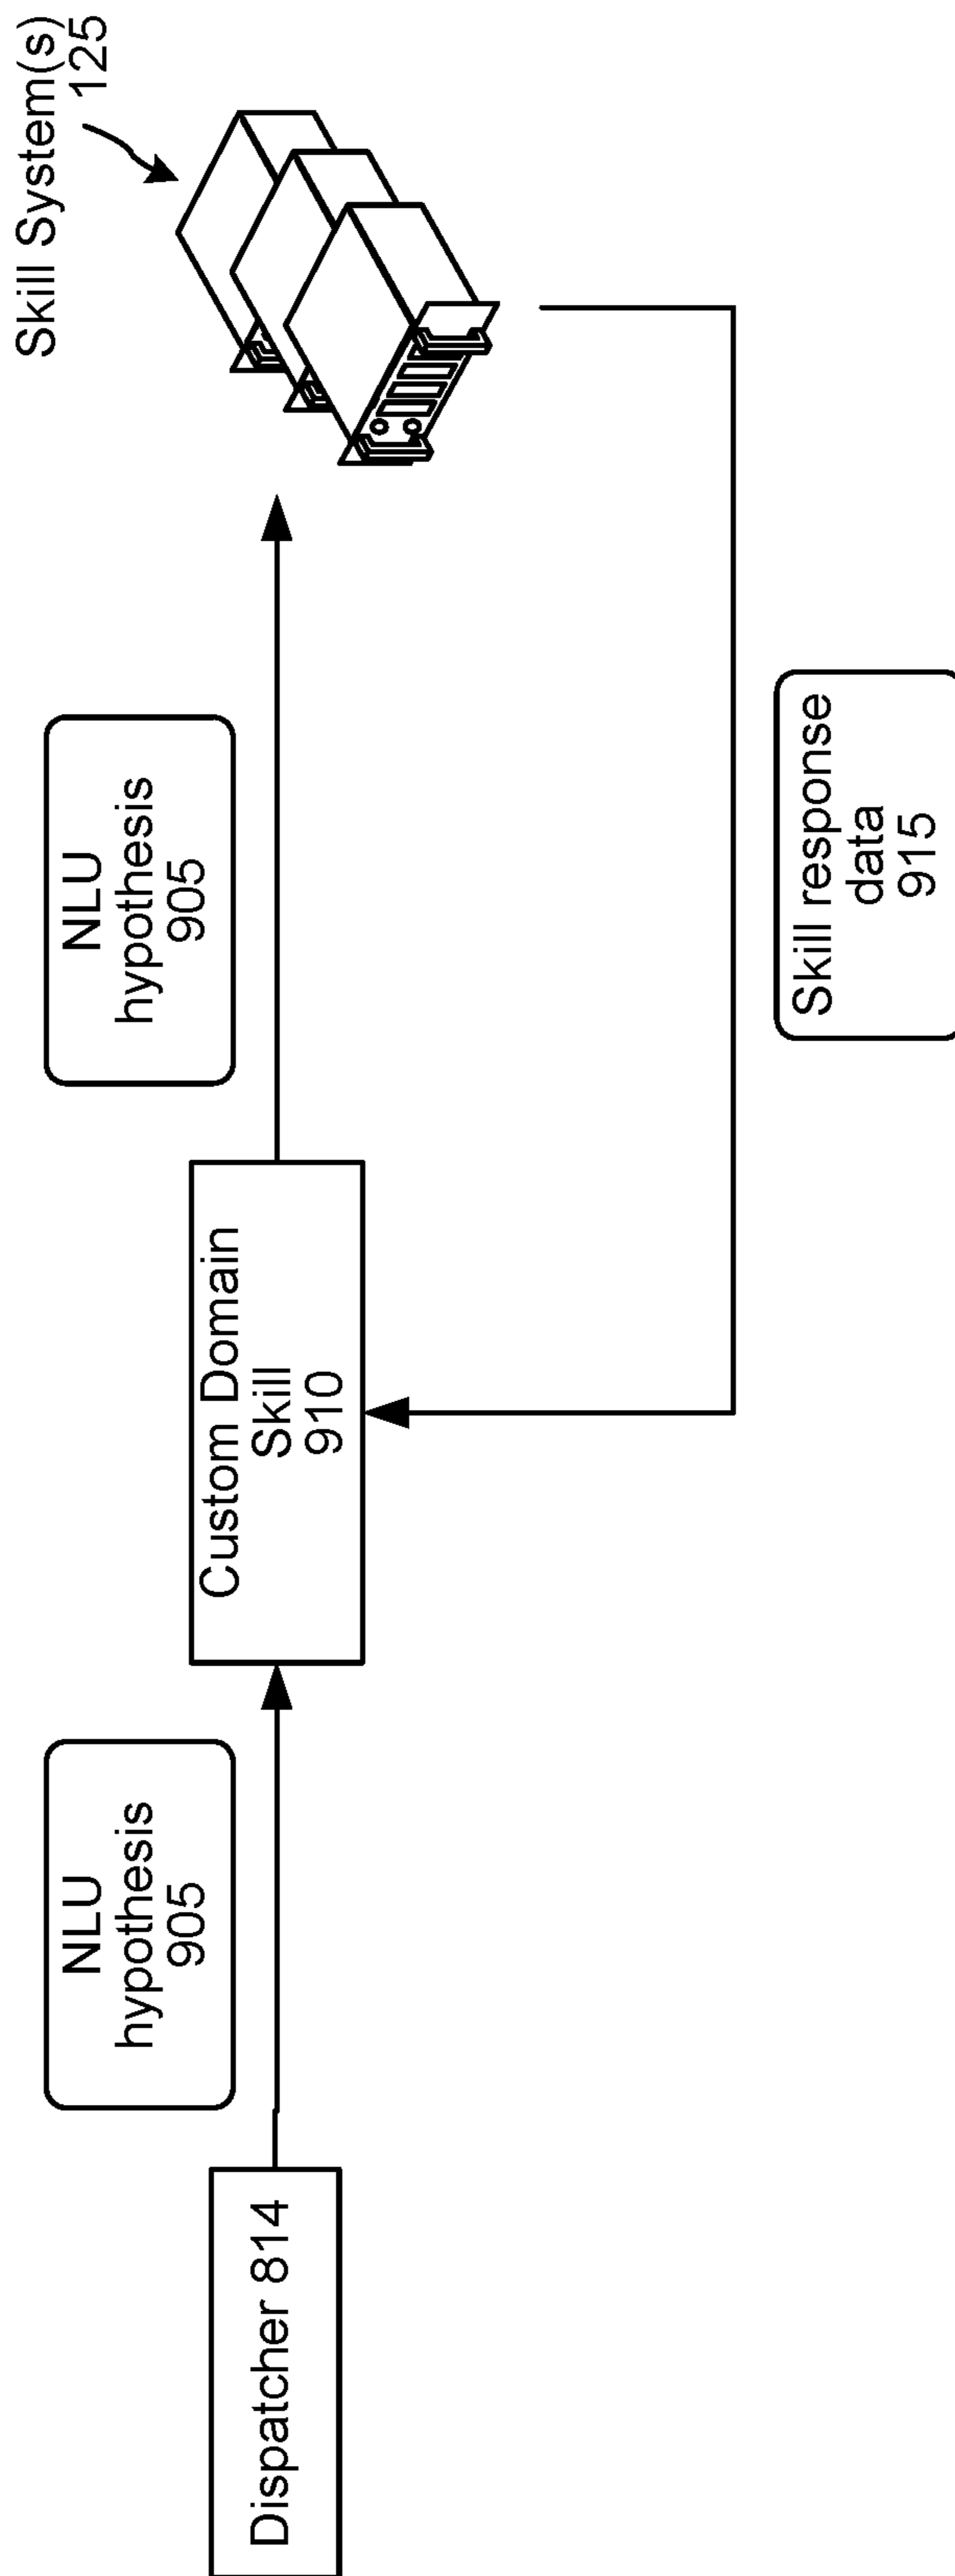 Dispatcher 814
NLU
hypothesis
905
Custom Domain
Skill
910
NLU
hypothesis
905
Skill System(s)
125
Skill response
data
915